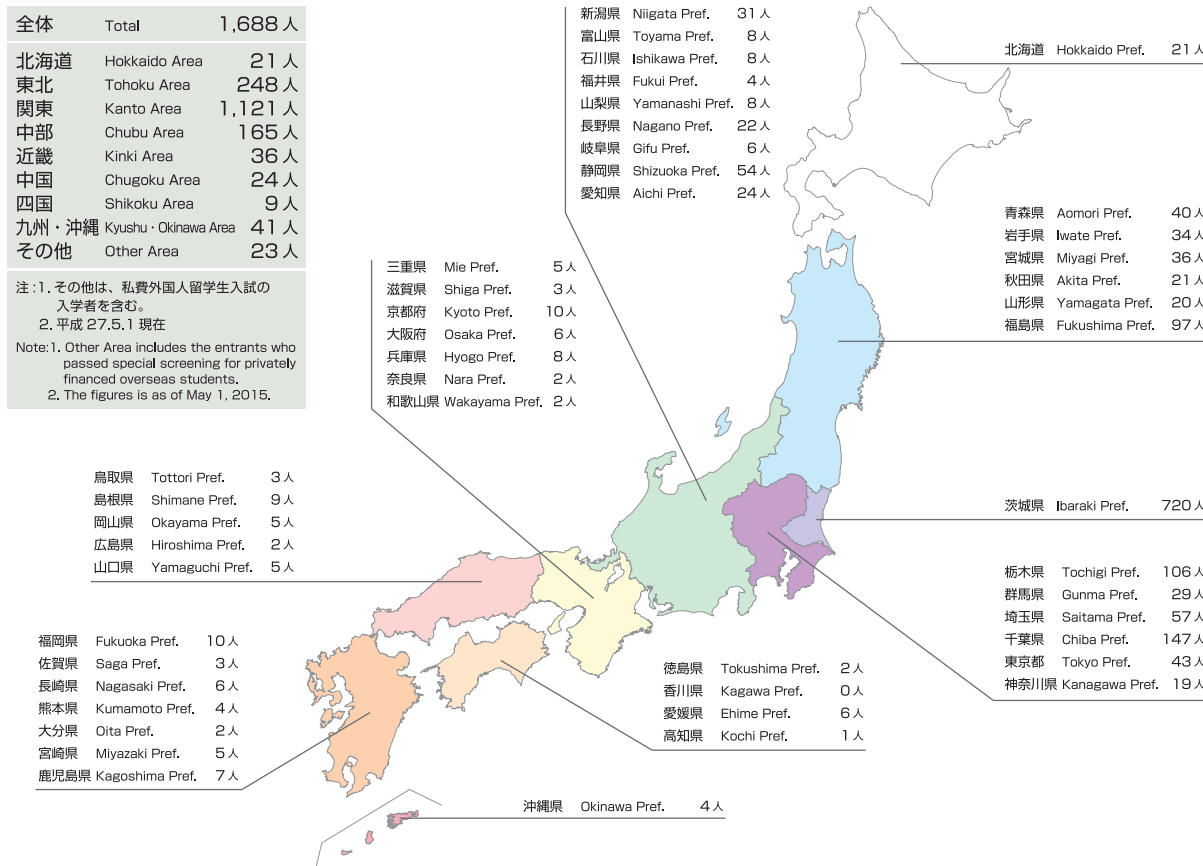 全体 Total 1,688人
北海道 Hokkaido Area 21人
東北 Tohoku Area 248人
関東 Kanto Area 1,121人
中部 Chubu Area 165人
近畿 Kinki Area 36人
中国 Chugoku Area 24人
四国 Shikoku Area 9人
九州・沖縄 Kyushu・Okinawa Area 41人
その他 Other Area 23人
注:1. その他は、私費外国人留学生入試の
入学者を含む。
2. 平成 27.5.1 現在
Note:1. Other Area includes the entrants who
passed special screening for privately
financed overseas students.
2. The figures is as of May 1, 2015.
新潟県 Niigata Pref. 31人
富山県 Toyama Pref. 8人
石川県 Ishikawa Pref. 8人
福井県 Fukui Pref. 4人
山梨県 Yamanashi Pref. 8人
長野県 Nagano Pref. 22人
岐阜県 Gifu Pref. 6人
静岡県 Shizuoka Pref. 54人
愛知県 Aichi Pref. 24人
北海道 Hokkaido Pref. 21人
青森県 Aomori Pref. 40人
岩手県 Iwate Pref. 34人
宮城県 Miyagi Pref. 36人
秋田県 Akita Pref. 21人
山形県 Yamagata Pref. 20人
福島県 Fukushima Pref. 97人
三重県 Mie Pref. 5人
滋賀県 Shiga Pref. 3人
京都府 Kyoto Pref. 10人
大阪府 Osaka Pref. 6人
兵庫県 Hyogo Pref. 8人
奈良県 Nara Pref. 2人
和歌山県 Wakayama Pref. 2人
鳥取県 Tottori Pref. 3人
島根県 Shimane Pref. 9人
岡山県 Okayama Pref. 5人
広島県 Hiroshima Pref. 2人
山口県 Yamaguchi Pref. 5人
茨城県 Ibaraki Pref. 720人
栃木県 Tochigi Pref. 106人
群馬県 Gunma Pref. 29人
埼玉県 Saitama Pref. 57人
千葉県 Chiba Pref. 147人
東京都 Tokyo Pref. 43人
神奈川県 Kanagawa Pref. 19人
福岡県 Fukuoka Pref. 10人
佐賀県 Saga Pref. 3人
長崎県 Nagasaki Pref. 6人
熊本県 Kumamoto Pref. 4人
大分県 Oita Pref. 2人
宮崎県 Miyazaki Pref. 5人
鹿児島県 Kagoshima Pref. 7人
徳島県 Tokushima Pref. 2人
香川県 Kagawa Pref. 0人
愛媛県 Ehime Pref. 6人
高知県 Kochi Pref. 1人
沖縄県 Okinawa Pref. 4人